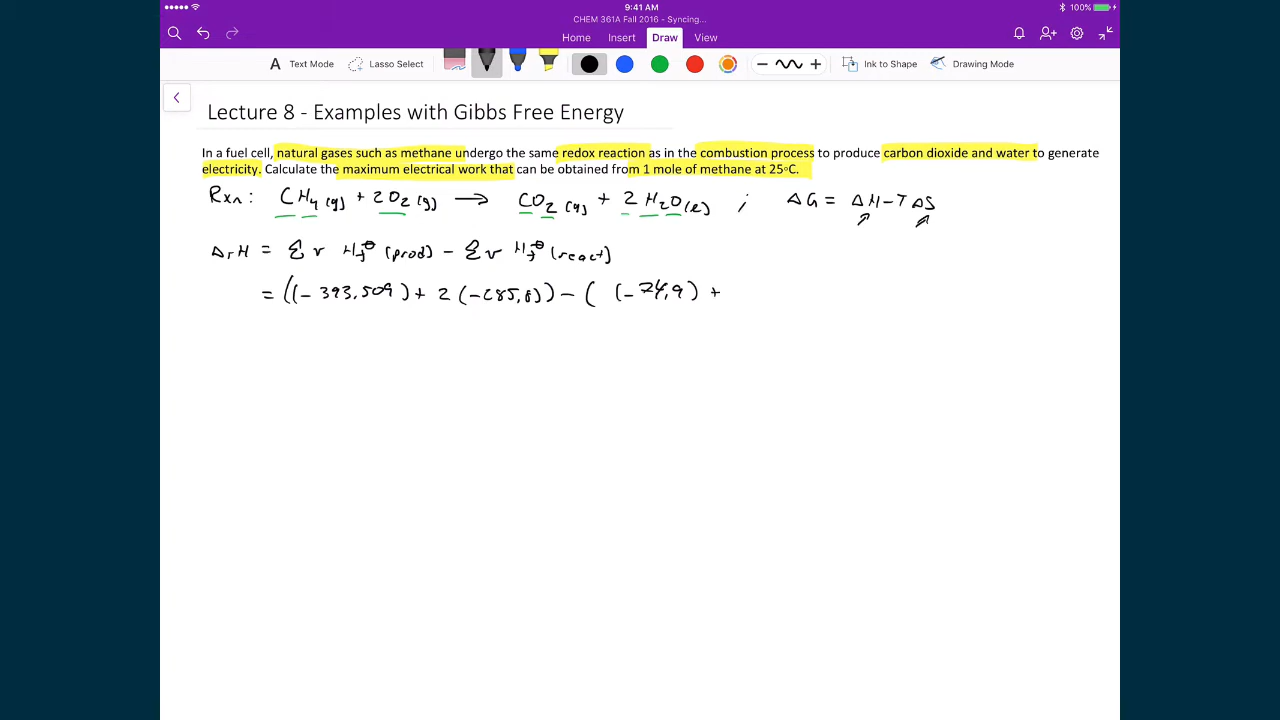 9:41 AM
100%
CHEM 361A Fall 2016 - Syncing...
Home Insert Draw View
A Text Mode Lasso Select Ink to Shape Drawing Mode
Lecture 8 - Examples with Gibbs Free Energy
In a fuel cell, natural gases such as methane undergo the same redox reaction as in the combustion process to produce carbon dioxide and water to generate
electricity. Calculate the maximum electrical work that can be obtained from 1 mole of methane at 25◦C.
Rxn: CH₄(g) + 2O₂(g) → CO₂(g) + 2H₂O(l) ; ΔG = ΔH - TΔS
ΔrH = Σ ν Hf⦵ (prod) - Σ ν Hf⦵ (react)
= ((-393.509) + 2(-285.8)) - ( (-74.9) +